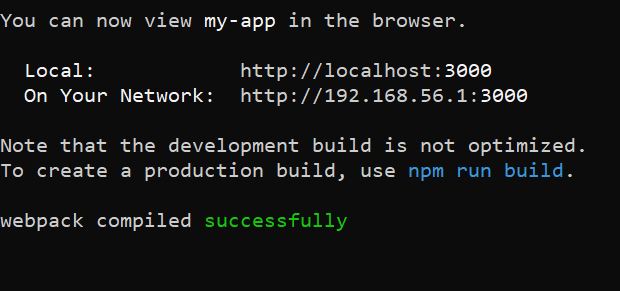 You can now view my-app in the browser.
Local: http://localhost:3000
On Your Network: http://192.168.56.1:3000
Note that the development build is not optimized.
To create a production build, use npm run build.
webpack compiled successfully